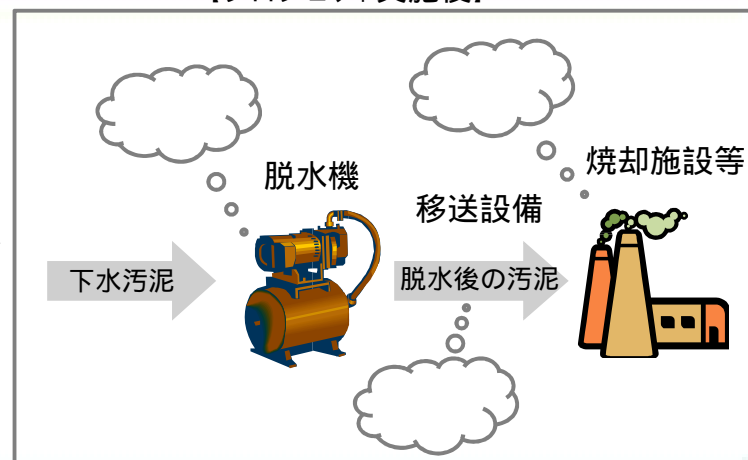 脱水機
焼却施設等
移送設備
下水汚泥
脱水後の汚泥